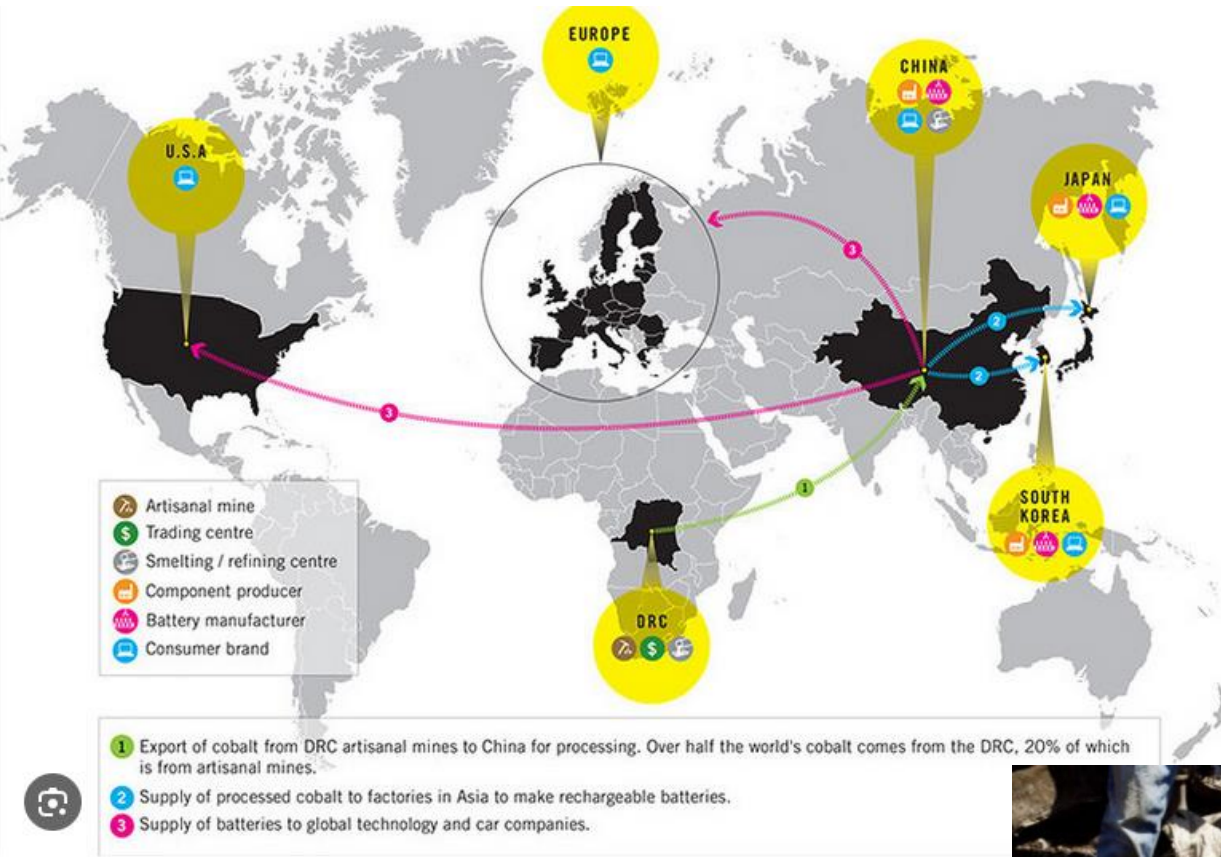 EUROPE
CHINA
U.S.A
JAPAN
3
2
2
3
1
SOUTH
KOREA
DRC
$
Artisanal mine
$ Trading centre
Smelting / refining centre
Component producer
Battery manufacturer
Consumer brand
1 Export of cobalt from DRC artisanal mines to China for processing. Over half the world's cobalt comes from the DRC, 20% of which
is from artisanal mines.
2 Supply of processed cobalt to factories in Asia to make rechargeable batteries.
3 Supply of batteries to global technology and car companies.